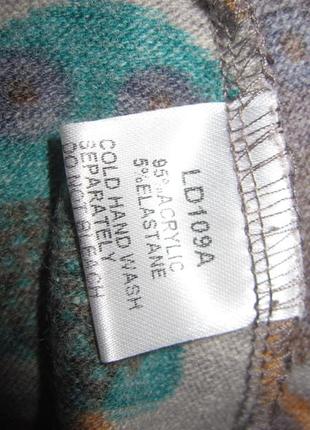 LD109A
95% ACRYLIC
5% ELASTANE
COLD HAND WASH
SEPARATELY
DO NOT BLEACH